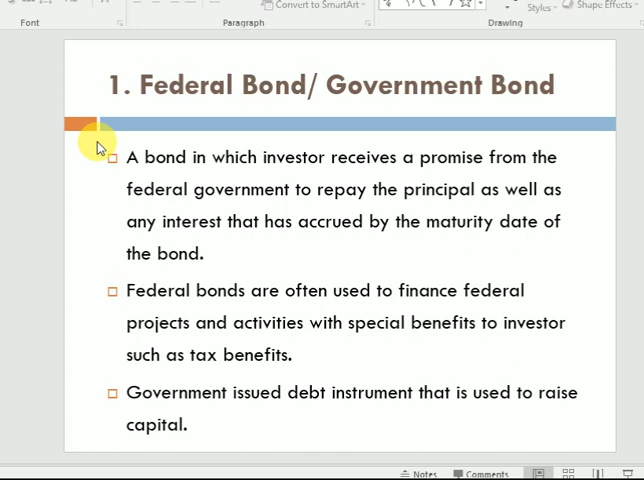 Convert to SmartArt
Styles
Shape Effects
Font
Paragraph
Drawing
1. Federal Bond/ Government Bond
A bond in which investor receives a promise from the
federal government to repay the principal as well as
any interest that has accrued by the maturity date of
the bond.
Federal bonds are often used to finance federal
projects and activities with special benefits to investor
such as tax benefits.
Government issued debt instrument that is used to raise
capital.
Notes
Comments